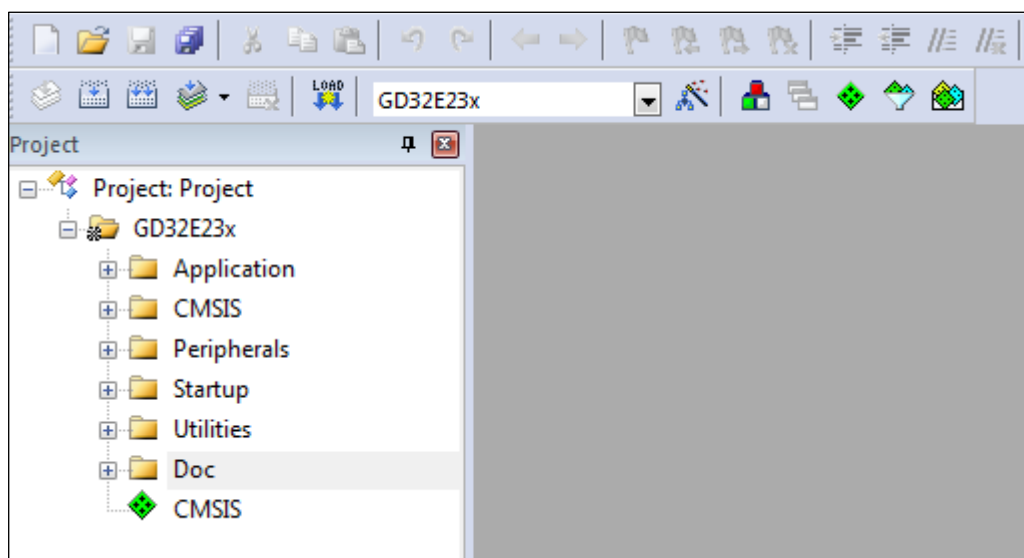 LOAD
GD32E23x
Project
Project: Project
GD32E23x
Application
CMSIS
Peripherals
Startup
Utilities
Doc
CMSIS